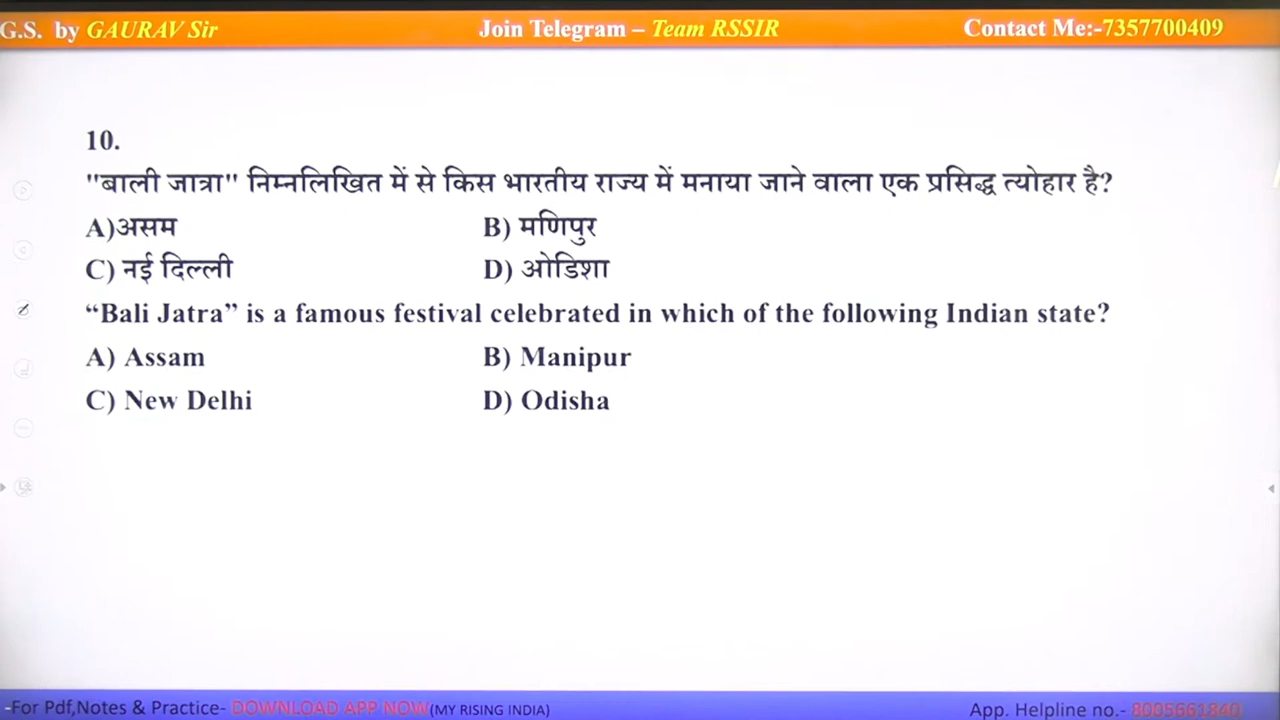 G.S. by GAURAV Sir
Join Telegram – Team RSSIR
Contact Me:-7357700409
10.
"बाली जात्रा" निम्नलिखित में से किस भारतीय राज्य में मनाया जाने वाला एक प्रसिद्ध त्योहार है?
A)असम B) मणिपुर
C) नई दिल्ली D) ओडिशा
“Bali Jatra” is a famous festival celebrated in which of the following Indian state?
A) Assam B) Manipur
C) New Delhi D) Odisha
-For Pdf,Notes & Practice- DOWNLOAD APP NOW(MY RISING INDIA)
App. Helpline no.- 8005661840